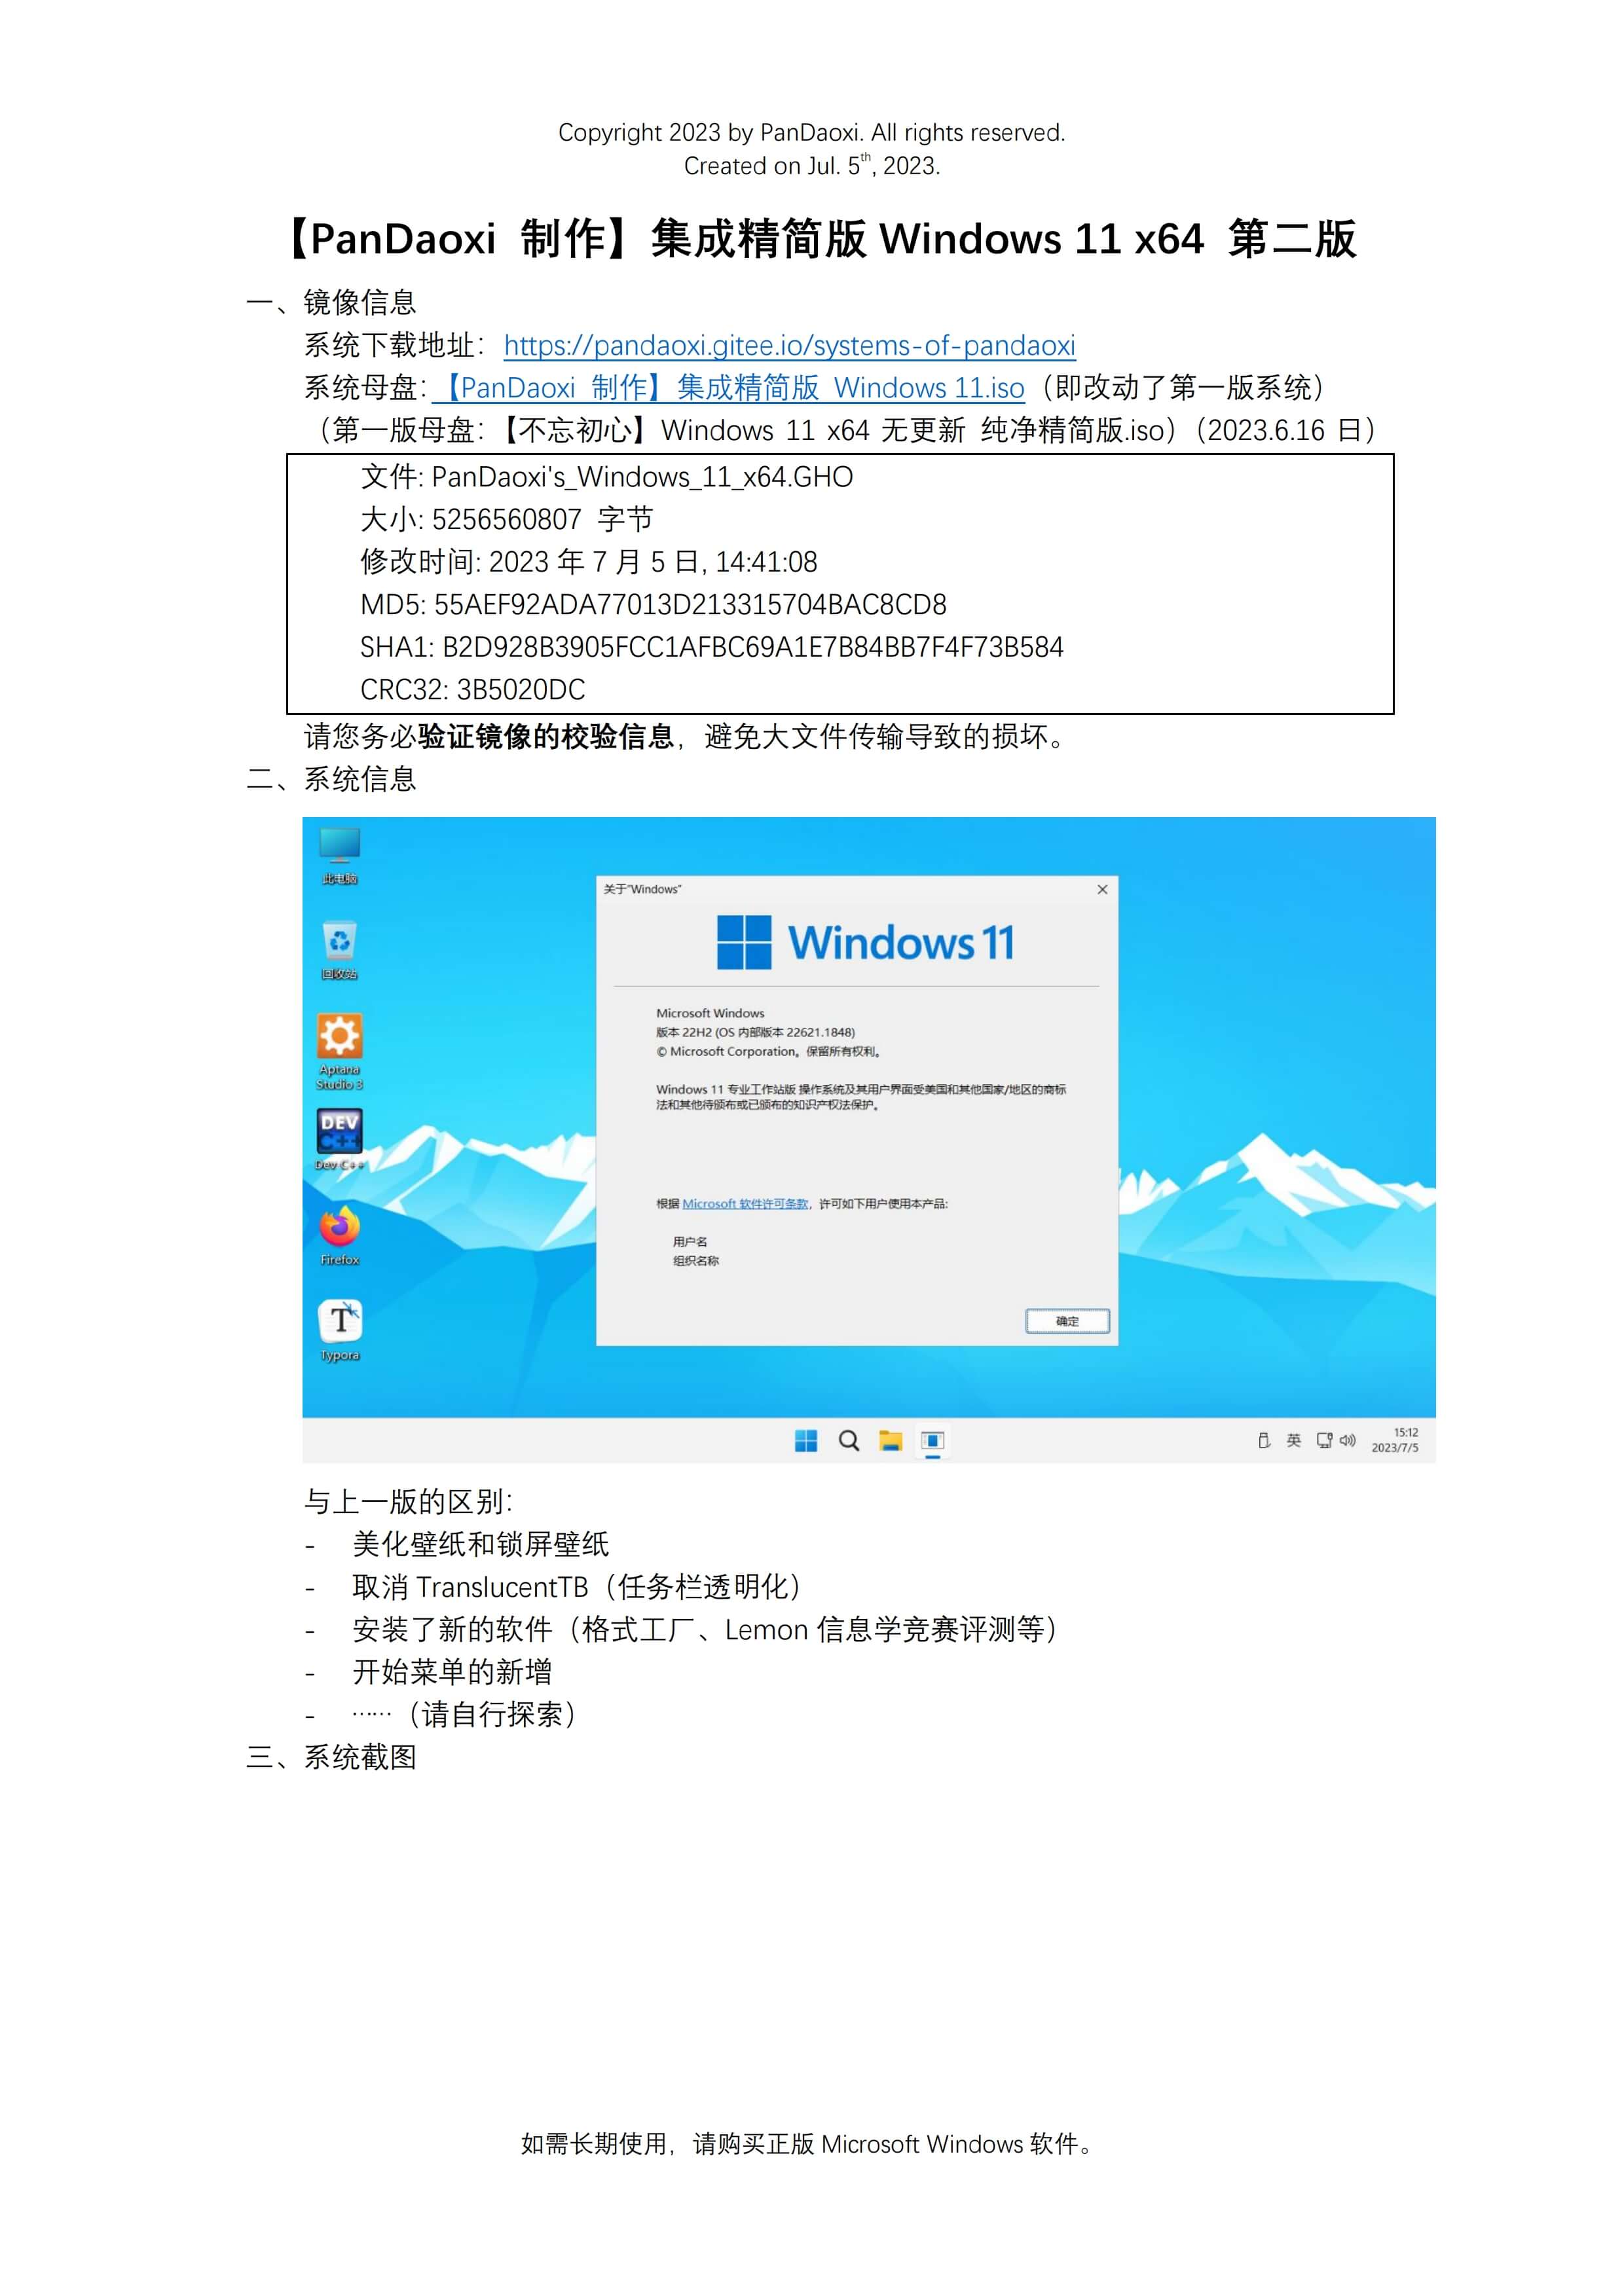 Copyright 2023 by PanDaoxi. All rights reserved.
Created on Jul. 5th, 2023.
【PanDaoxi 制作】集成精简版 Windows 11 x64 第二版
一、镜像信息
系统下载地址：https://pandaoxi.gitee.io/systems-of-pandaoxi
系统母盘：【PanDaoxi 制作】集成精简版 Windows 11.iso（即改动了第一版系统）
（第一版母盘：【不忘初心】Windows 11 x64 无更新 纯净精简版.iso）（2023.6.16 日）
文件: PanDaoxi's_Windows_11_x64.GHO
大小: 5256560807 字节
修改时间: 2023 年 7 月 5 日, 14:41:08
MD5: 55AEF92ADA77013D213315704BAC8CD8
SHA1: B2D928B3905FCC1AFBC69A1E7B84BB7F4F73B584
CRC32: 3B5020DC
请您务必验证镜像的校验信息，避免大文件传输导致的损坏。
二、系统信息
此电脑
回收站
Aptana
Studio 3
DEV
C++
Dev C++
Firefox
T
Typora
关于"Windows"
Windows 11
Microsoft Windows
版本 22H2 (OS 内部版本 22621.1848)
© Microsoft Corporation。保留所有权利。
Windows 11 专业工作站版 操作系统及其用户界面受美国和其他国家/地区的商标
法和其他待颁布或已颁布的知识产权法保护。
根据 Microsoft 软件许可条款，许可如下用户使用本产品:
用户名
组织名称
确定
英
15:12
2023/7/5
与上一版的区别：
- 美化壁纸和锁屏壁纸
- 取消 TranslucentTB（任务栏透明化）
- 安装了新的软件（格式工厂、Lemon 信息学竞赛评测等）
- 开始菜单的新增
- ……（请自行探索）
三、系统截图
如需长期使用，请购买正版 Microsoft Windows 软件。